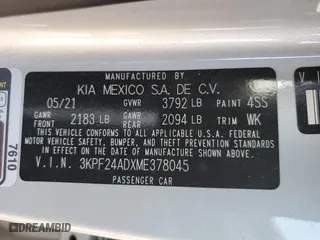 MANUFACTURED BY
KIA MEXICO S.A. DE C.V.
05/21 GVWR 3792 LB PAINT 4SS
GAWR FRONT 2183 LB GAWR REAR 2094 LB TRIM WK
THIS VEHICLE CONFORMS TO ALL APPLICABLE U.S. FEDERAL
MOTOR VEHICLE SAFETY, BUMPER, AND THEFT PREVENTION
STANDARDS IN EFFECT ON THE DATE OF MANUFACTURE
SHOWN ABOVE.
V.I.N. 3KPF24ADXME378045
PASSENGER CAR
7610
V.I